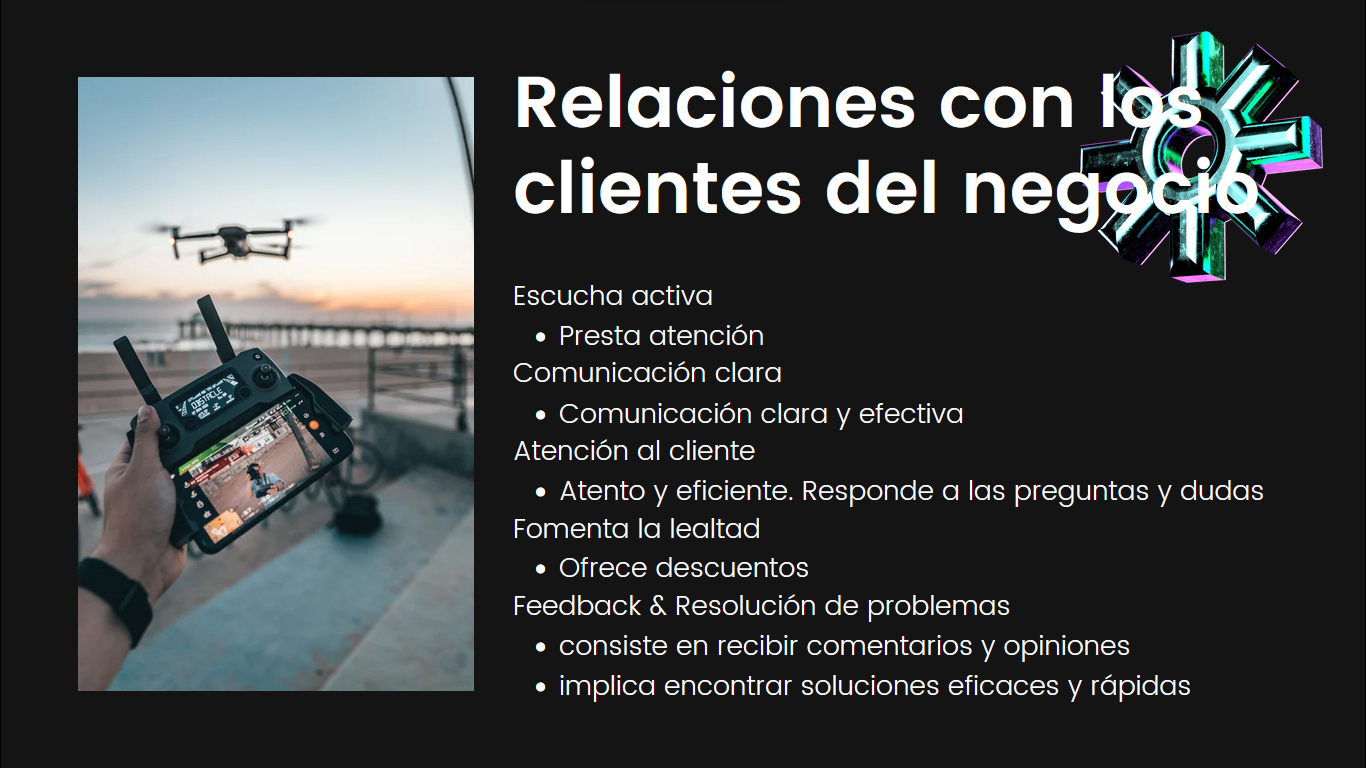 Relaciones con los
clientes del negocio
Escucha activa
• Presta atención
Comunicación clara
• Comunicación clara y efectiva
Atención al cliente
• Atento y eficiente. Responde a las preguntas y dudas
Fomenta la lealtad
• Ofrece descuentos
Feedback & Resolución de problemas
• consiste en recibir comentarios y opiniones
• implica encontrar soluciones eficaces y rápidas
OBSTACLE